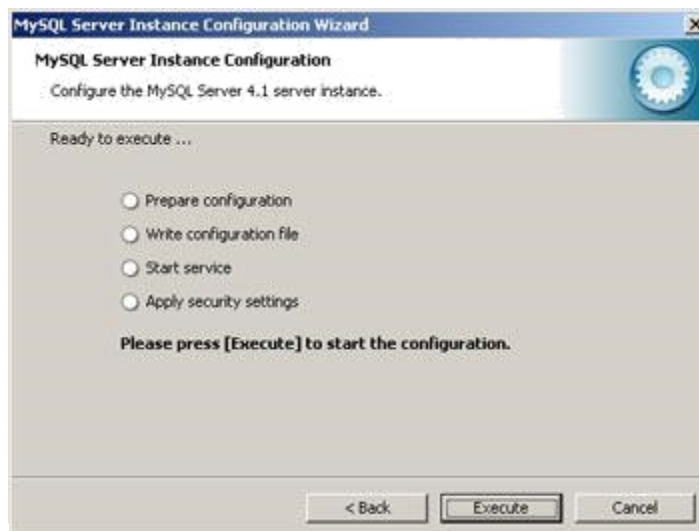 MySQL Server Instance Configuration Wizard
MySQL Server Instance Configuration
Configure the MySQL Server 4.1 server instance.
Ready to execute ...
Prepare configuration
Write configuration file
Start service
Apply security settings
Please press [Execute] to start the configuration.
< Back
Execute
Cancel